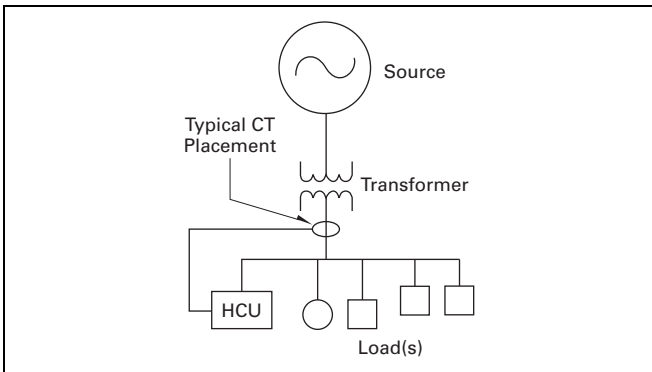 Source
Typical CT
Placement
Transformer
HCU
Load(s)